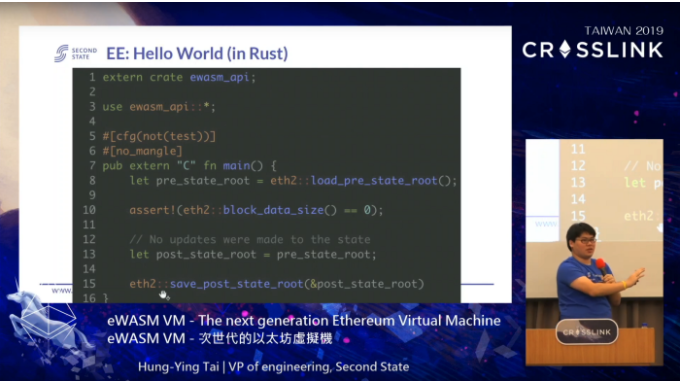 TAIWAN 2019
CROSSLINK
SECOND
STATE
EE: Hello World (in Rust)
1 extern crate ewasm_api;
2
3 use ewasm_api::*;
4
5 #[cfg(not(test))]
6 #[no_mangle]
7 pub extern "C" fn main() {
8 let pre_state_root = eth2::load_pre_state_root();
9
10 assert!(eth2::block_data_size() == 0);
11
12 // No updates were made to the state
13 let post_state_root = pre_state_root;
14
15 eth2::save_post_state_root(&post_state_root)
16 }
11
12 // No
13 let p
15 eth2:
CROSSLINK
eWASM VM - The next generation Ethereum Virtual Machine
eWASM VM - 次世代的以太坊虛擬機
Hung-Ying Tai | VP of engineering, Second State